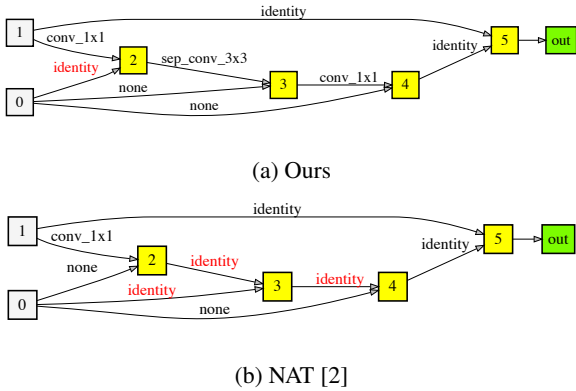 identity
1
conv_1x1
5
out
identity
2
sep_conv_3x3
identity
3
conv_1x1
4
0
none
none
(a) Ours
identity
1
conv_1x1
5
out
identity
2
identity
none
3
identity
4
0
identity
none
(b) NAT [2]